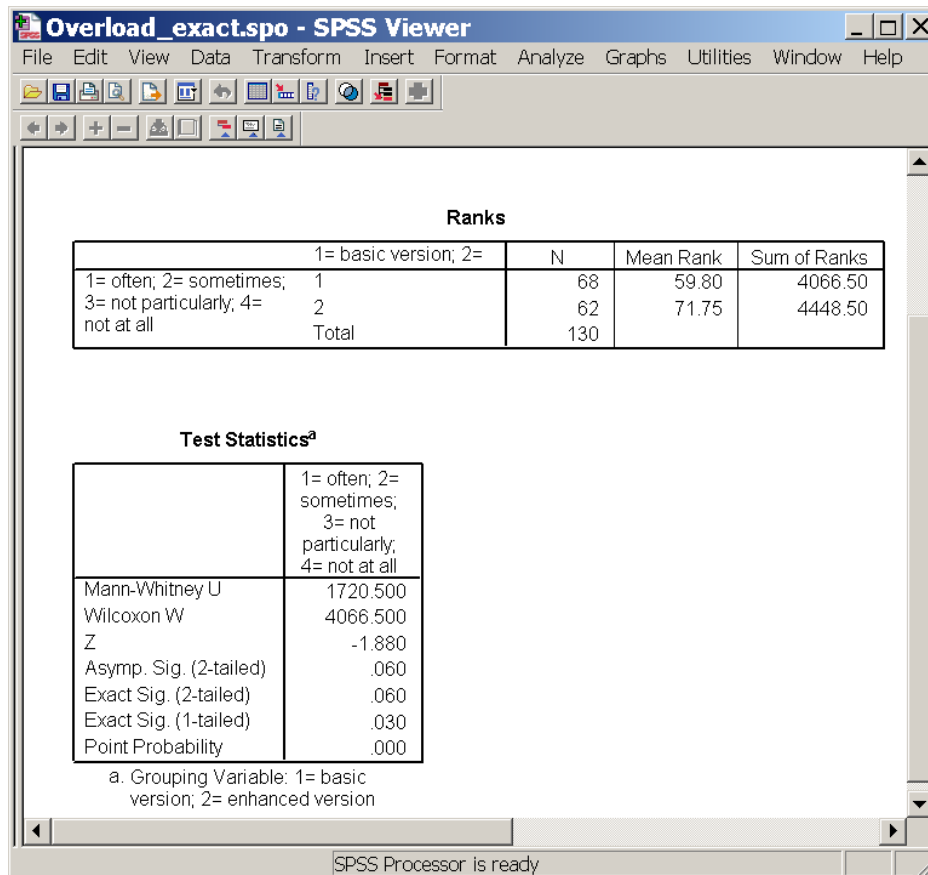 Overload_exact.spo - SPSS Viewer
File Edit View Data Transform Insert Format Analyze Graphs Utilities Window Help
Ranks
1= basic version; 2= N Mean Rank Sum of Ranks
1= often; 2= sometimes; 1 68 59.80 4066.50
3= not particularly; 4= 2 62 71.75 4448.50
not at all
Total 130
Test Statisticsa
1= often; 2=
sometimes;
3= not
particularly;
4= not at all
Mann-Whitney U 1720.500
Wilcoxon W 4066.500
Z -1.880
Asymp. Sig. (2-tailed) .060
Exact Sig. (2-tailed) .060
Exact Sig. (1-tailed) .030
Point Probability .000
a. Grouping Variable: 1= basic
version; 2= enhanced version
SPSS Processor is ready